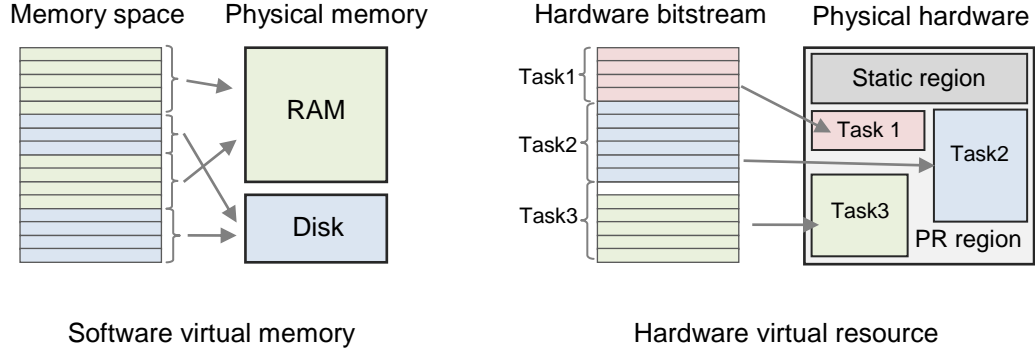 Memory space
Physical memory
Hardware bitstream
Physical hardware
RAM
Disk
Task1
Task2
Task3
Static region
Task 1
Task2
Task3
PR region
Software virtual memory
Hardware virtual resource